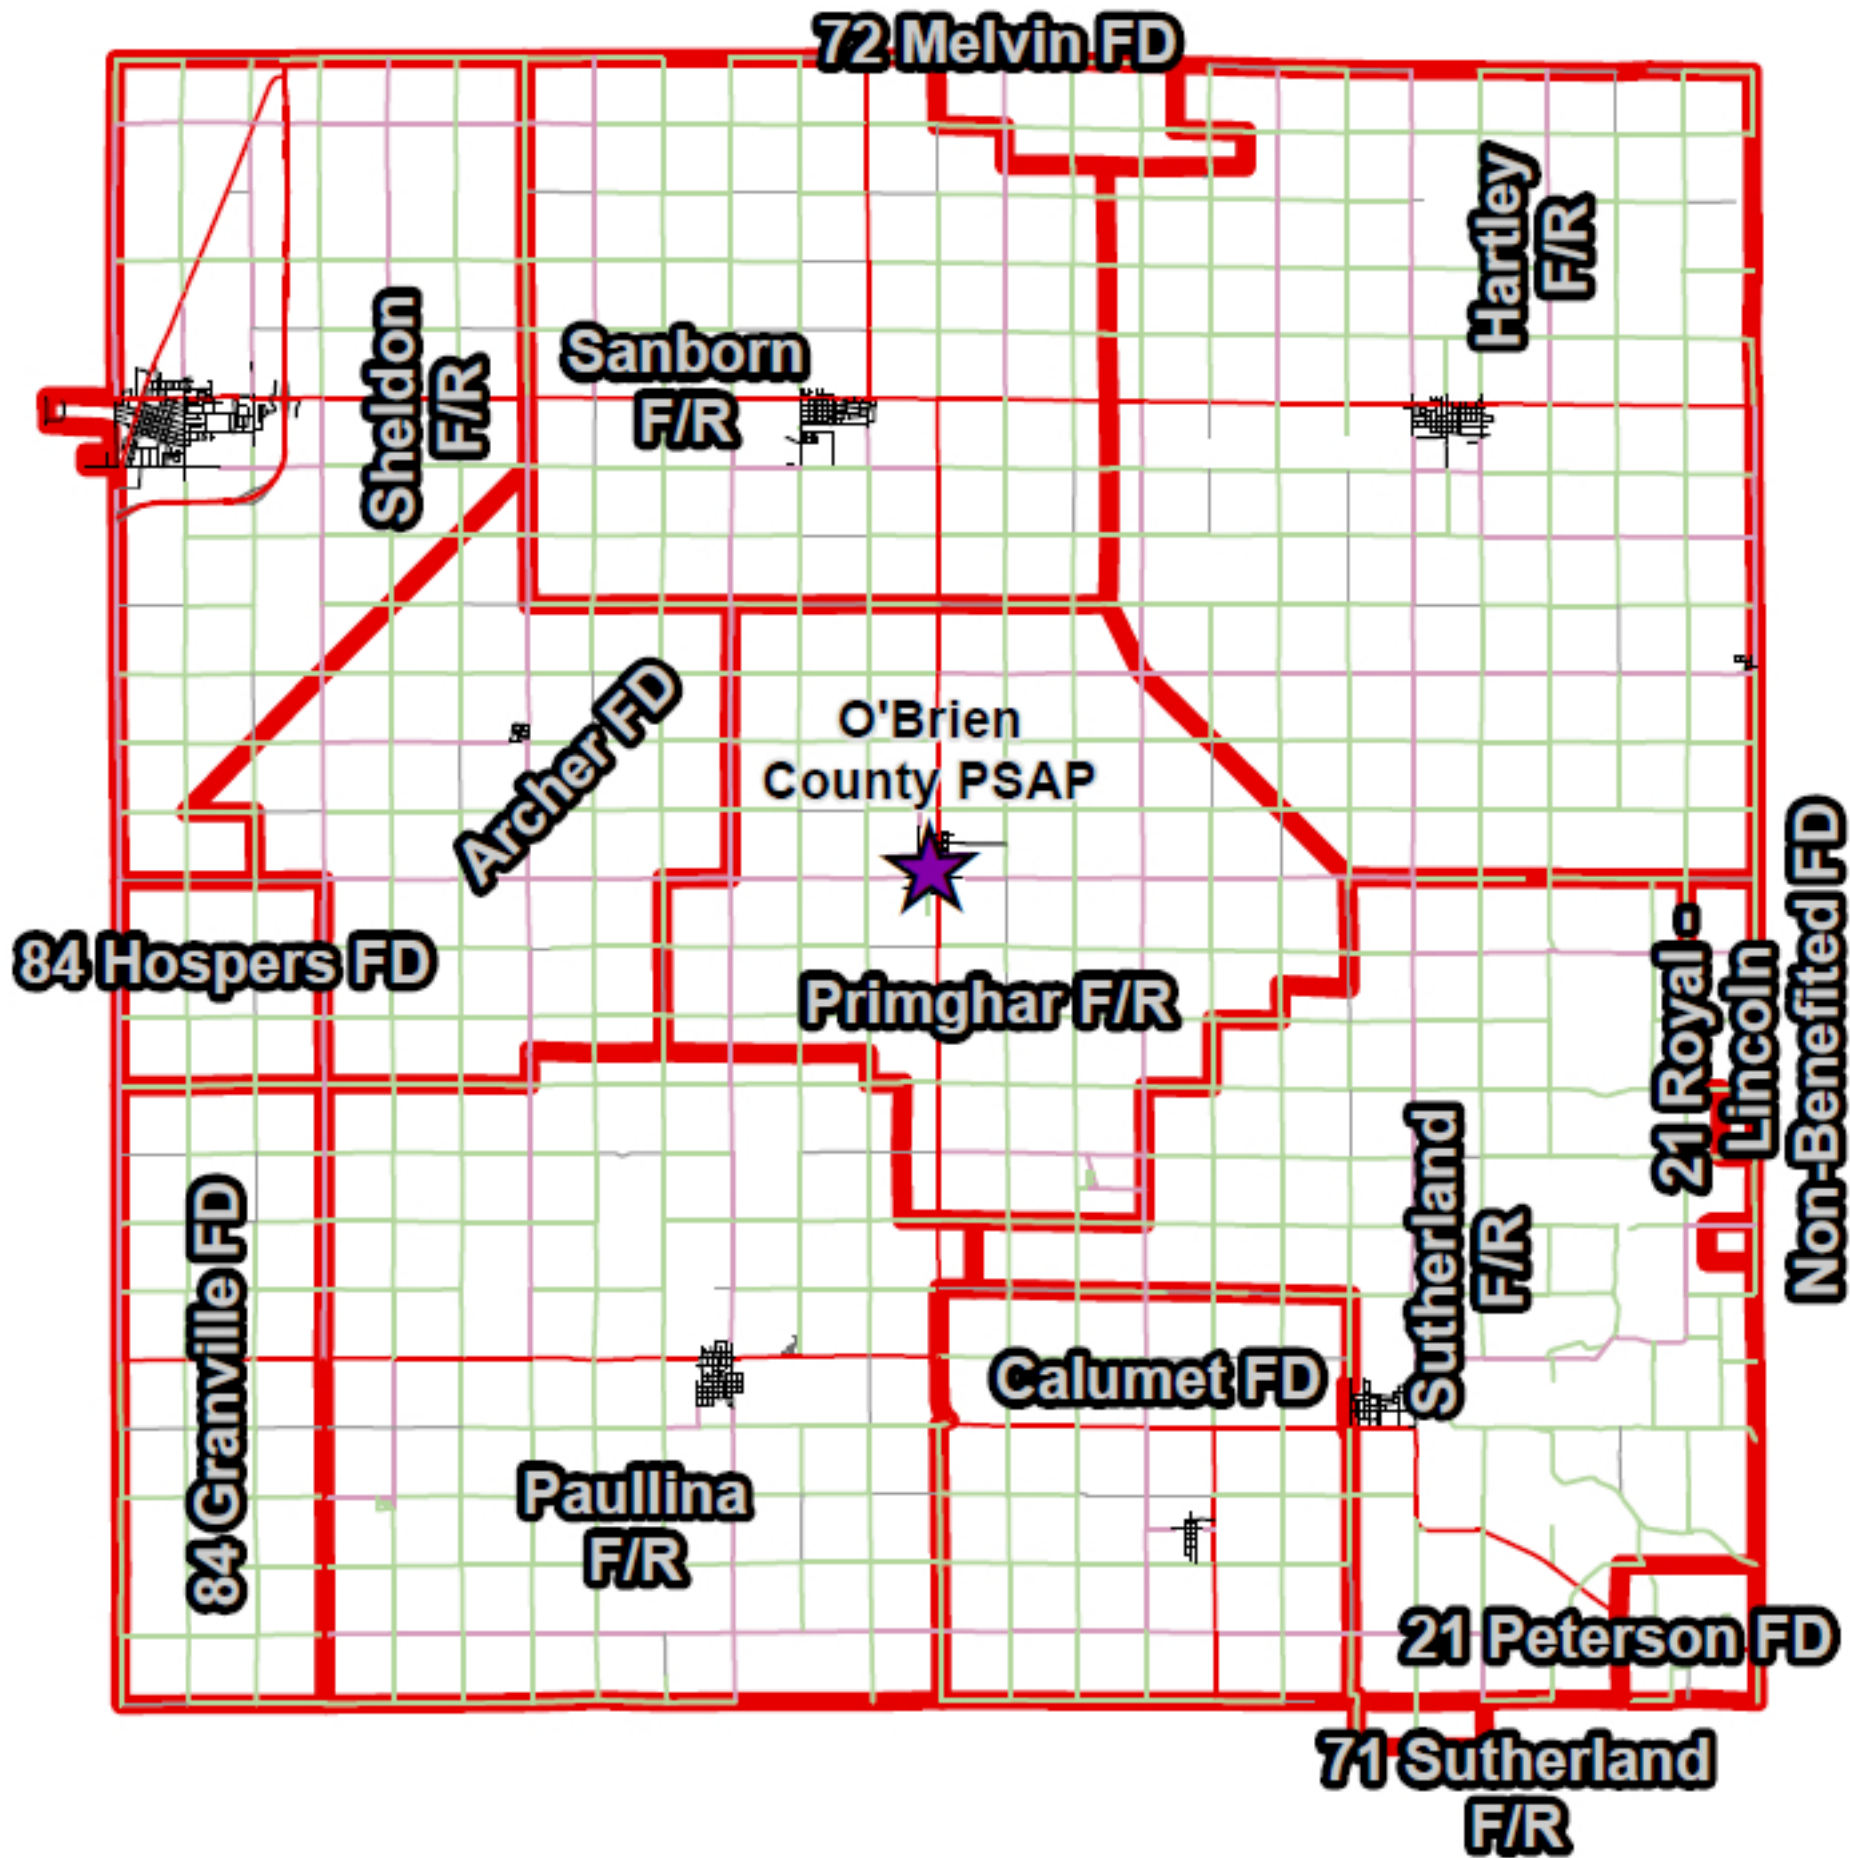 72 Melvin FD
Hartley
F/R
Sheldon
F/R
Sanborn
F/R
Archer FD
O'Brien
County PSAP
84 Hospers FD
Primghar F/R
21 Royal -
Lincoln
Non-Benefited FD
Sutherland
F/R
84 Granville FD
Calumet FD
Paullina
F/R
21 Peterson FD
71 Sutherland
F/R